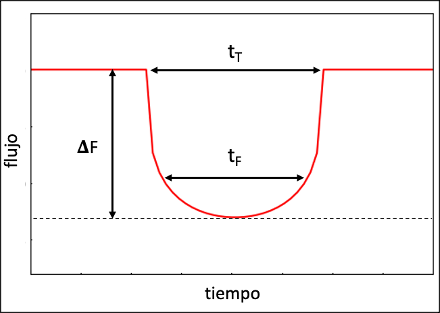 t_T
ΔF
t_F
flujo
tiempo